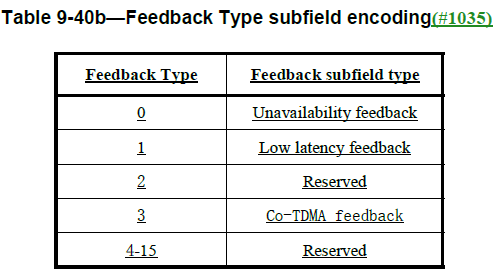 Table 9-40b—Feedback Type subfield encoding(#1035)
Feedback Type Feedback subfield type
0 Unavailability feedback
1 Low latency feedback
2 Reserved
3 Co-TDMA feedback
4-15 Reserved